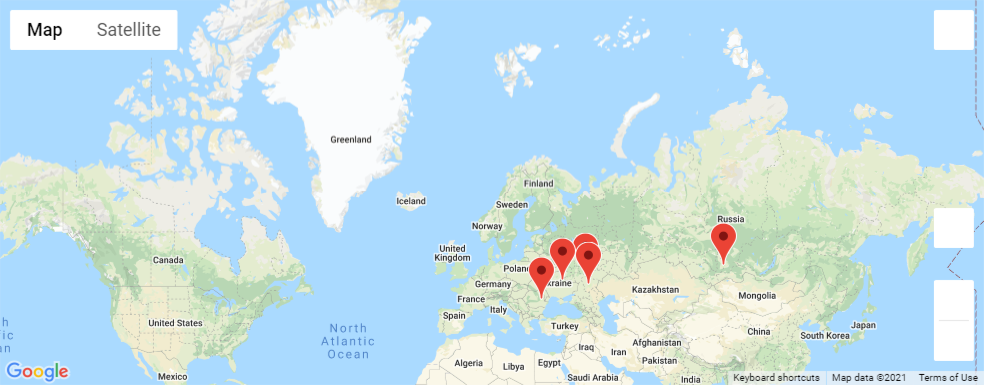 Map
Satellite
Greenland
Finland
Iceland
Sweden
Russia
Norway
United
Kingdom
Canada
Poland
Germany
Ukraine
Kazakhstan
France
Mongolia
Italy
Spain
United States
Turkey
Japan
North
Atlantic
Ocean
China
South Korea
Iraq
Iran
Afghanistan
Algeria
Libya
Egypt
Pakistan
Google
Mexico
Saudi Arabia
India
Keyboard shortcuts
Map data ©2021
Terms of Use